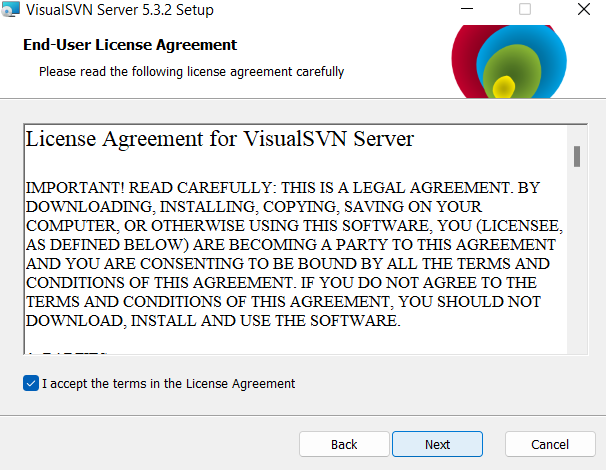 VisualSVN Server 5.3.2 Setup
End-User License Agreement
Please read the following license agreement carefully
License Agreement for VisualSVN Server
IMPORTANT! READ CAREFULLY: THIS IS A LEGAL AGREEMENT. BY
DOWNLOADING, INSTALLING, COPYING, SAVING ON YOUR
COMPUTER, OR OTHERWISE USING THIS SOFTWARE, YOU (LICENSEE,
AS DEFINED BELOW) ARE BECOMING A PARTY TO THIS AGREEMENT
AND YOU ARE CONSENTING TO BE BOUND BY ALL THE TERMS AND
CONDITIONS OF THIS AGREEMENT. IF YOU DO NOT AGREE TO THE
TERMS AND CONDITIONS OF THIS AGREEMENT, YOU SHOULD NOT
DOWNLOAD, INSTALL AND USE THE SOFTWARE.
I accept the terms in the License Agreement
Back
Next
Cancel